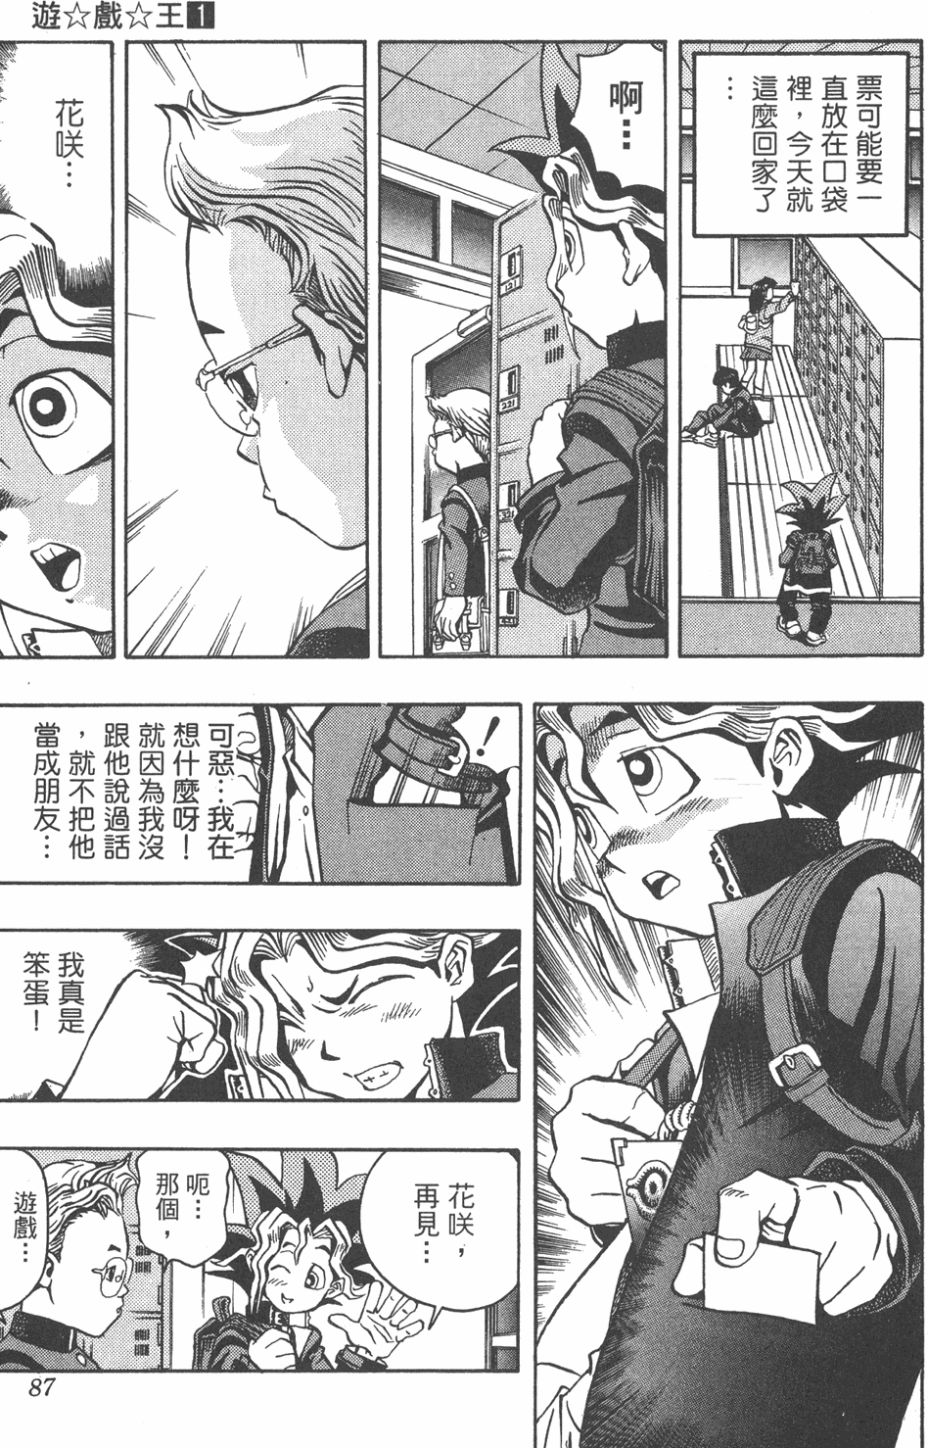 遊☆戲☆王1
票可能要一
直放在口袋
裡，今天就
這麼回家了
…
啊…
121
221
花咲…
！
可惡…我在
想什麼呀！
就因為我沒
跟他說過話
，就不把他
當成朋友…
我真是
笨蛋！
花咲，
再見…
呃…
那個，
遊戲…
87